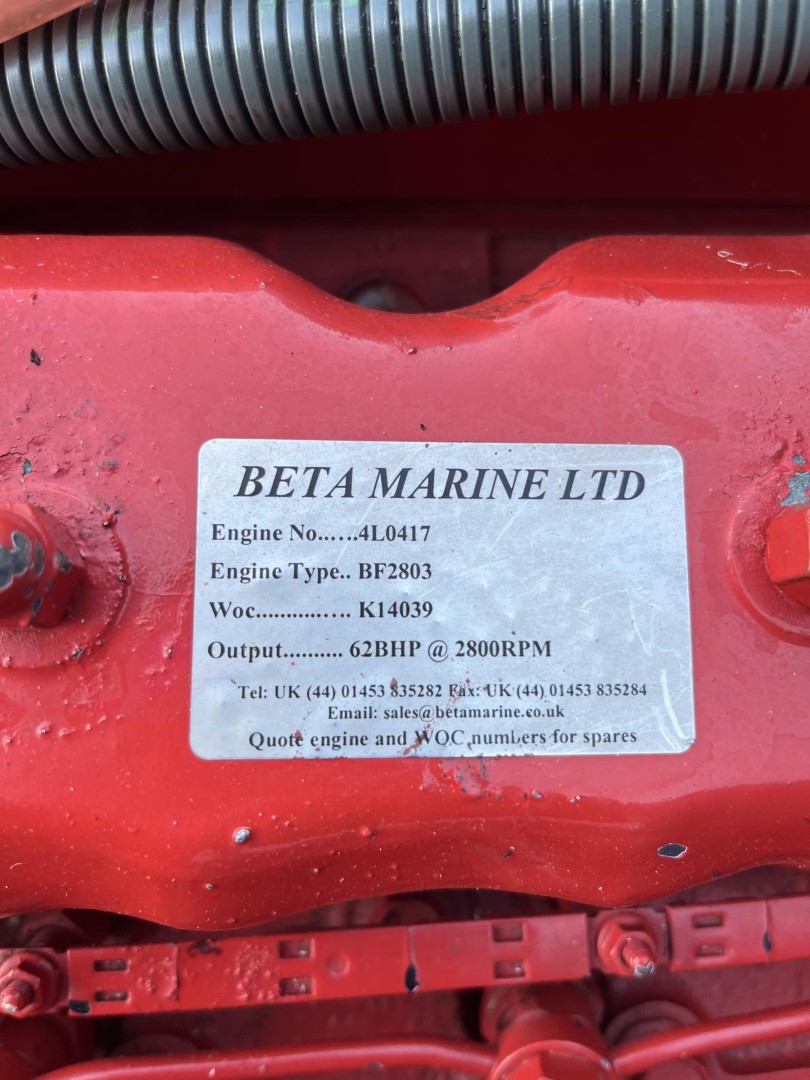 BETA MARINE LTD
Engine No..….4L0417
Engine Type.. BF2803
Woc...........…. K14039
Output.......... 62BHP @ 2800RPM
Tel: UK (44) 01453 835282 Fax: UK (44) 01453 835284
Email: sales@betamarine.co.uk
Quote engine and WOC numbers for spares